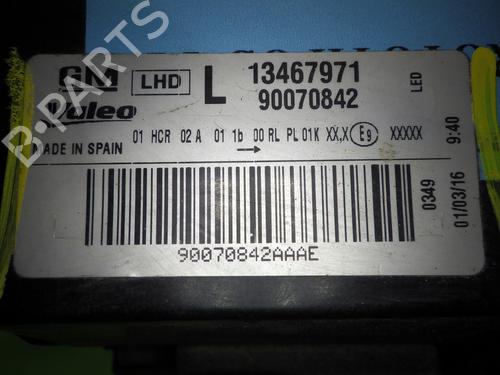 GM LHD L 13467971
Valeo 90070842
LED
01 HCR 02 A 01 1b 00 RL PL 01K XX,X E9 XXXXX
MADE IN SPAIN →
9:40
0349
01/03/16
90070842AAAE
B-PARTS